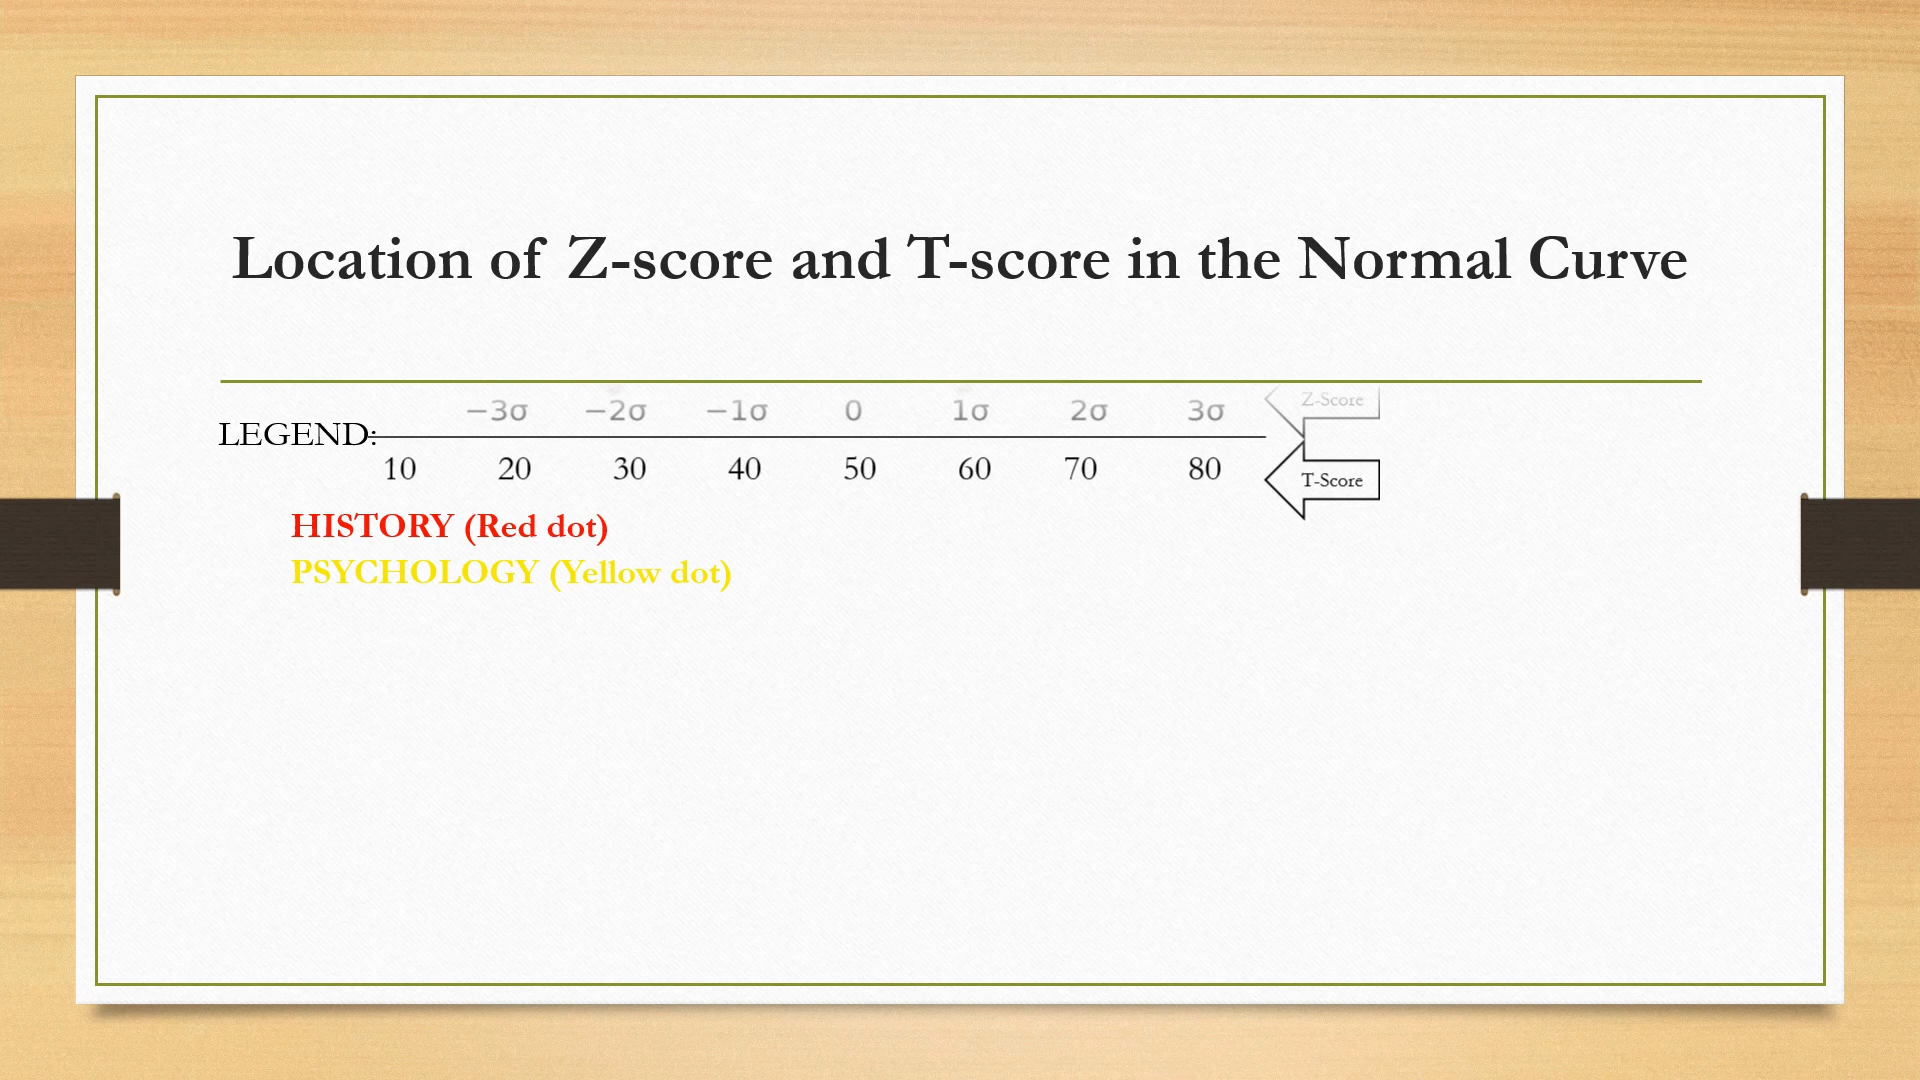 Location of Z-score and T-score in the Normal Curve
−3σ −2σ −1σ 0 1σ 2σ 3σ Z-Score
LEGEND:
10 20 30 40 50 60 70 80 T-Score
HISTORY (Red dot)
PSYCHOLOGY (Yellow dot)